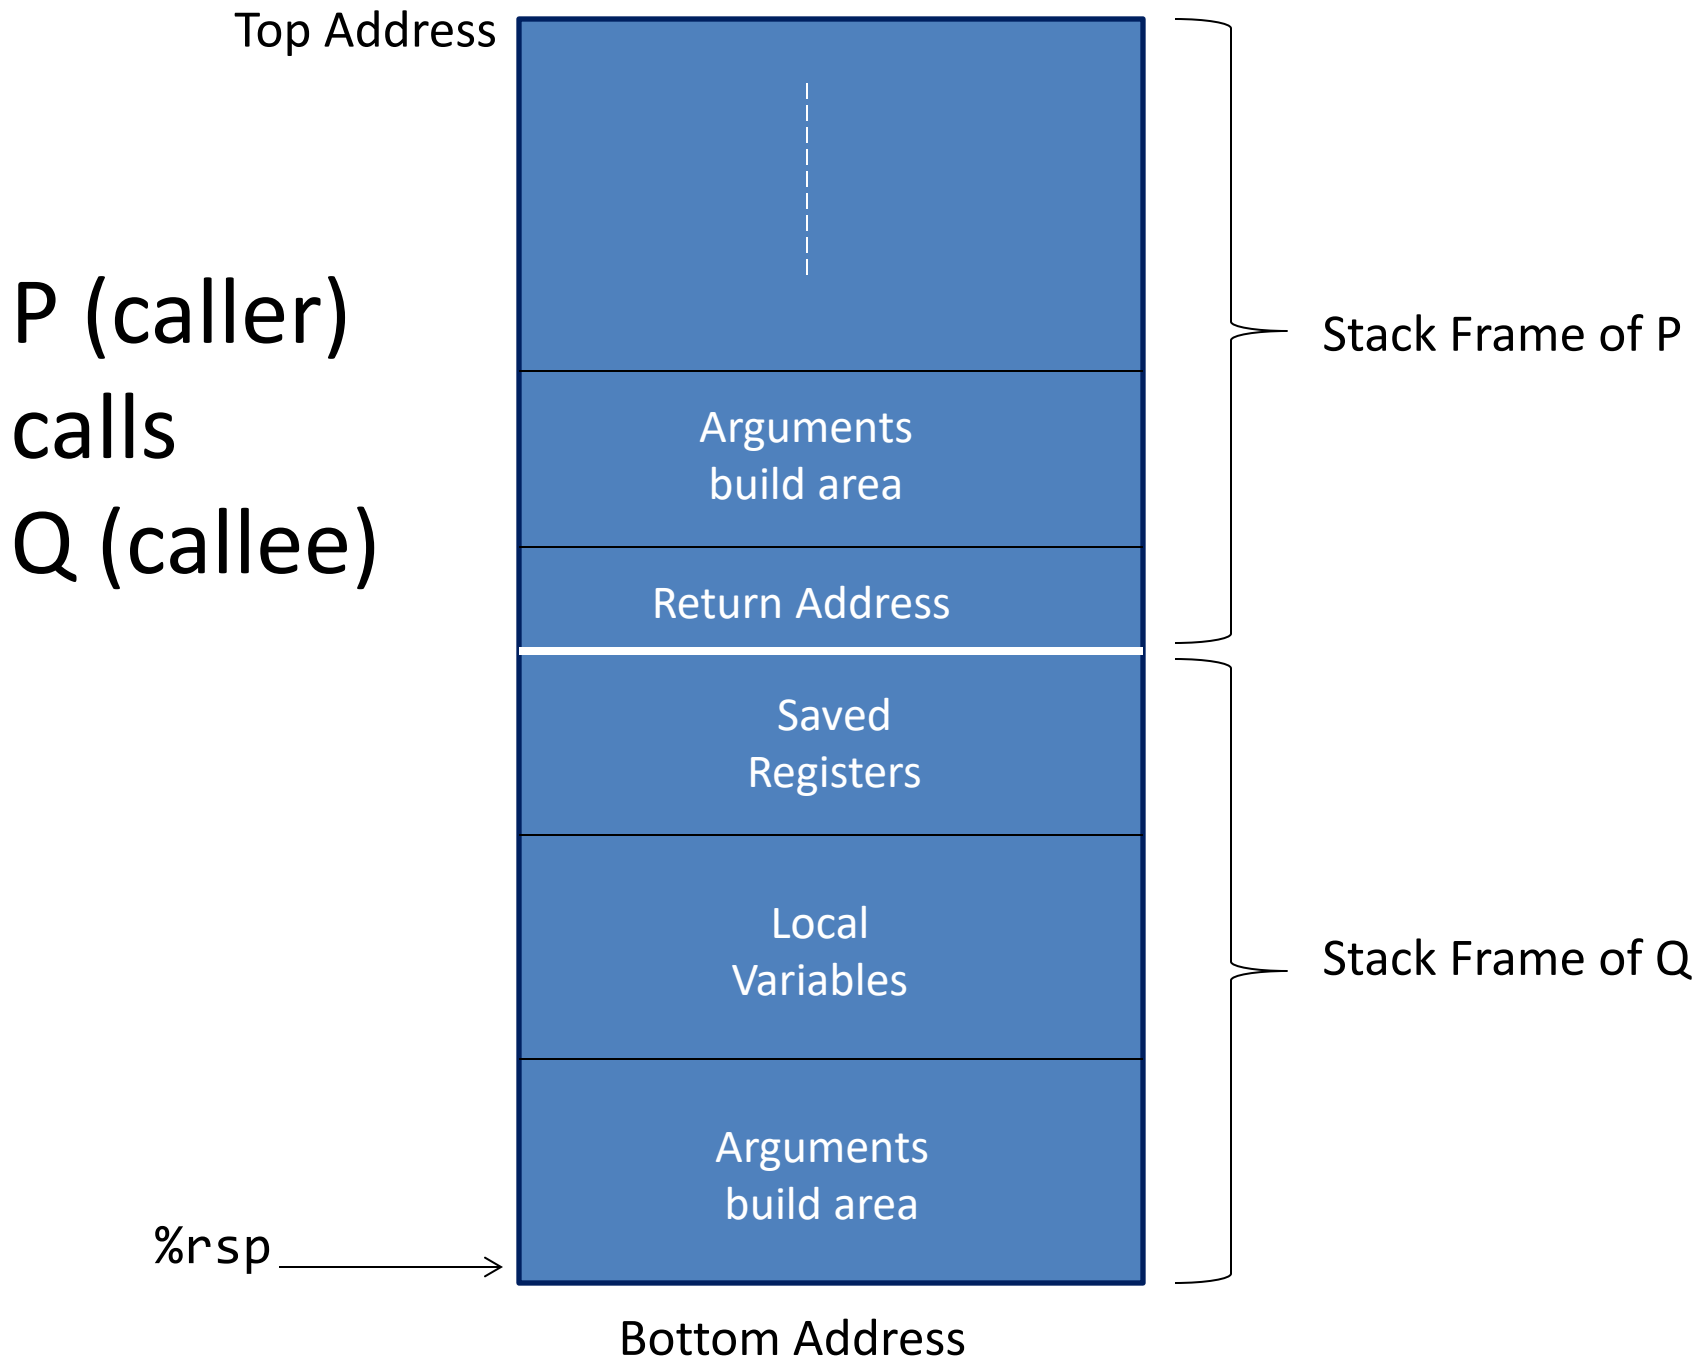 Top Address
P (caller)
calls
Q (callee)
Stack Frame of P
Arguments
build area
Return Address
Saved
Registers
Local
Variables
Stack Frame of Q
Arguments
build area
%rsp
Bottom Address